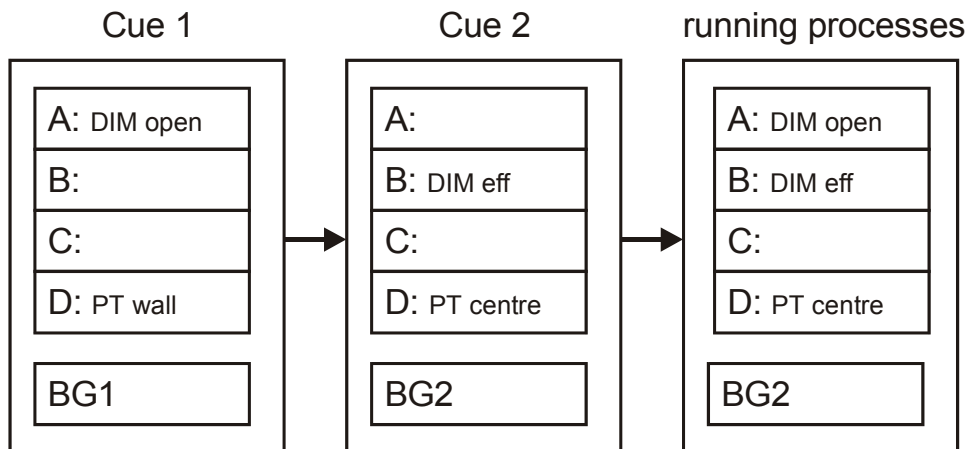 Cue 1
A: DIM open
B:
C:
D: PT wall
BG1
Cue 2
A:
B: DIM eff
C:
D: PT centre
BG2
running processes
A: DIM open
B: DIM eff
C:
D: PT centre
BG2